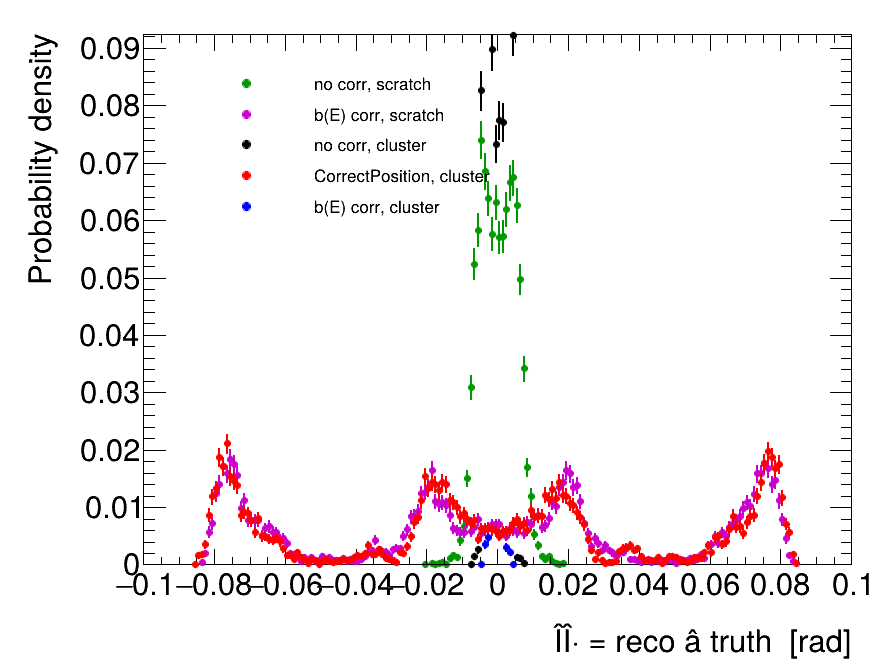 Probability density
0.09
0.08
0.07
0.06
0.05
0.04
0.03
0.02
0.01
0
no corr, scratch
b(E) corr, scratch
no corr, cluster
CorrectPosition, cluster
b(E) corr, cluster
−0.1 −0.08 −0.06 −0.04 −0.02 0 0.02 0.04 0.06 0.08 0.1
ÎÎ· = reco â truth [rad]